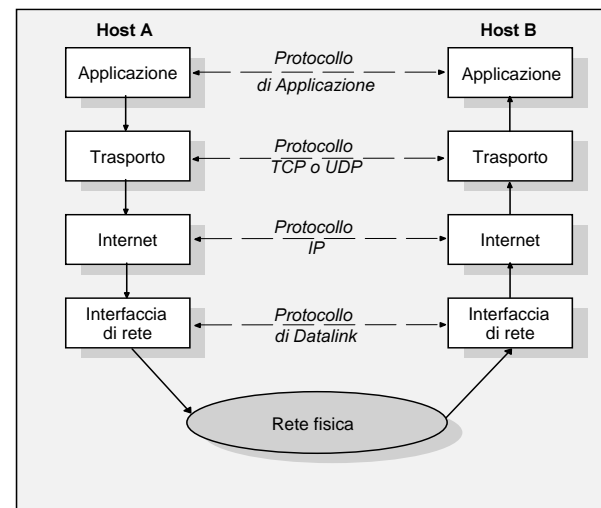 Host A
Host B
Applicazione
Protocollo
di Applicazione
Applicazione
Trasporto
Protocollo
TCP o UDP
Trasporto
Internet
Protocollo
IP
Internet
Interfaccia
di rete
Protocollo
di Datalink
Interfaccia
di rete
Rete fisica